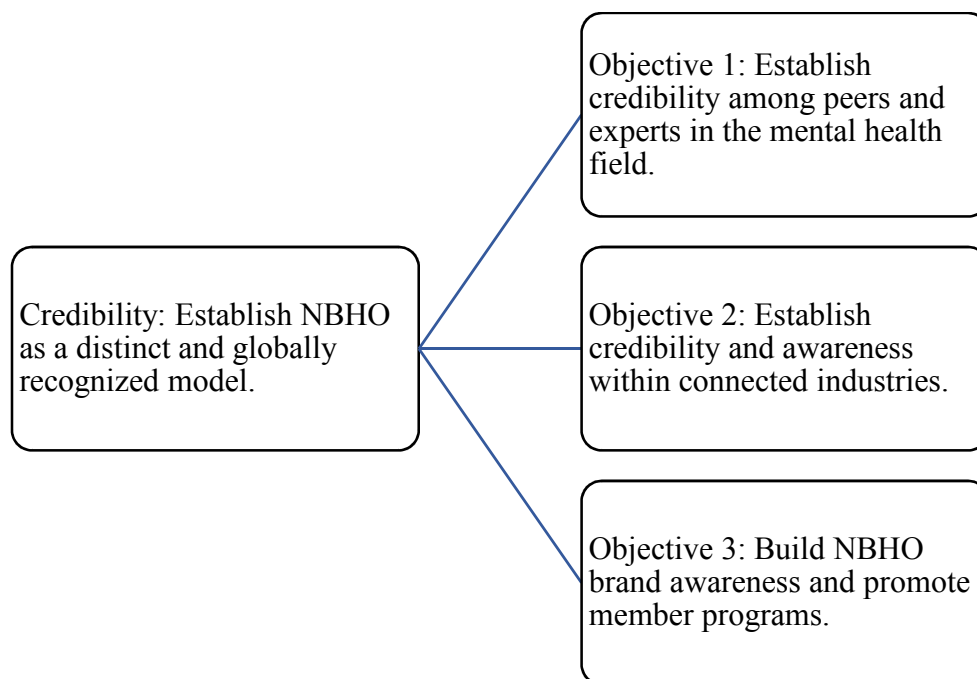 Credibility: Establish NBHO
as a distinct and globally
recognized model.
Objective 1: Establish
credibility among peers and
experts in the mental health
field.
Objective 2: Establish
credibility and awareness
within connected industries.
Objective 3: Build NBHO
brand awareness and promote
member programs.